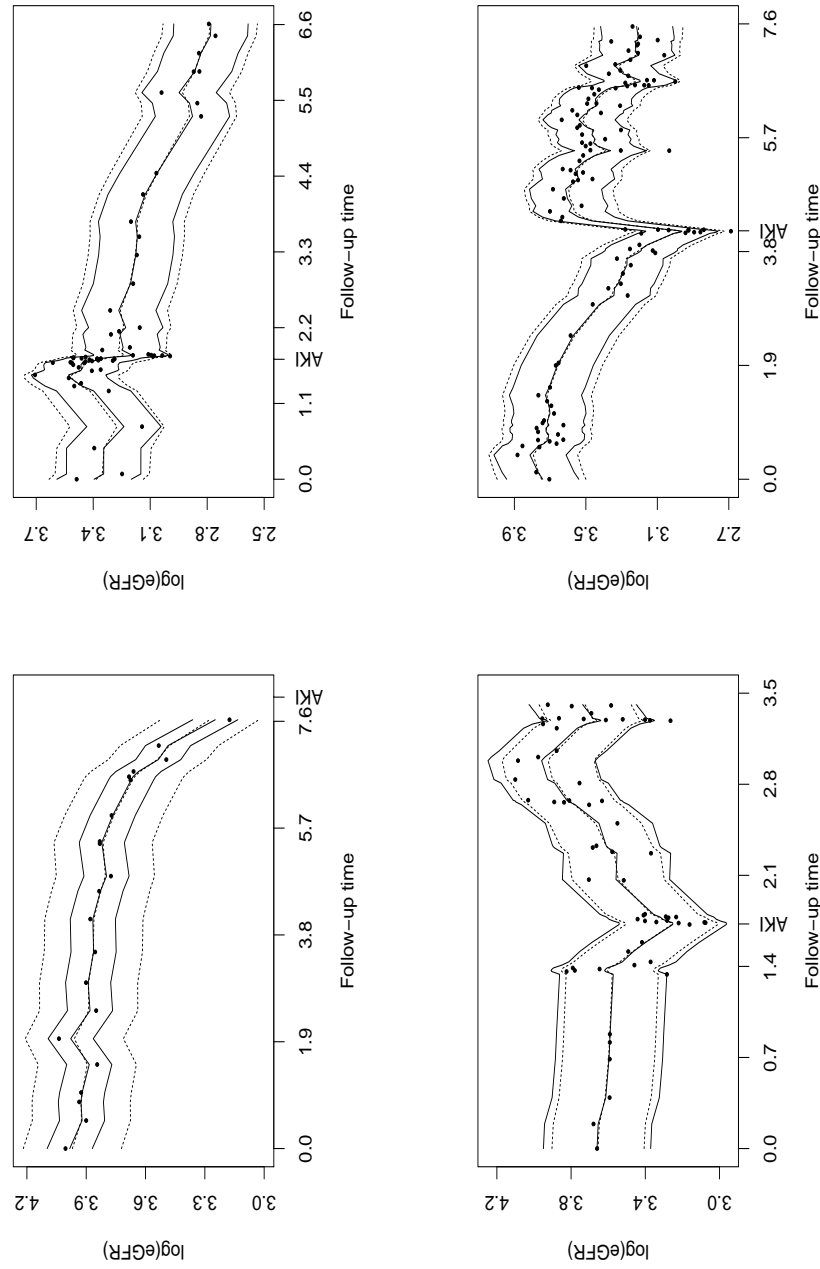 log(eGFR)
3.7 3.4 3.1 2.8 2.5
0.0 1.1 AKI 2.2 3.3 4.4 5.5 6.6
Follow−up time
log(eGFR)
3.9 3.5 3.1 2.7
0.0 1.9 3.8 AKI 5.7 7.6
Follow−up time
log(eGFR)
4.2 3.9 3.6 3.3 3.0
0.0 1.9 3.8 5.7 7.6 AKI
Follow−up time
log(eGFR)
4.2 3.8 3.4 3.0
0.0 0.7 1.4 AKI 2.1 2.8 3.5
Follow−up time